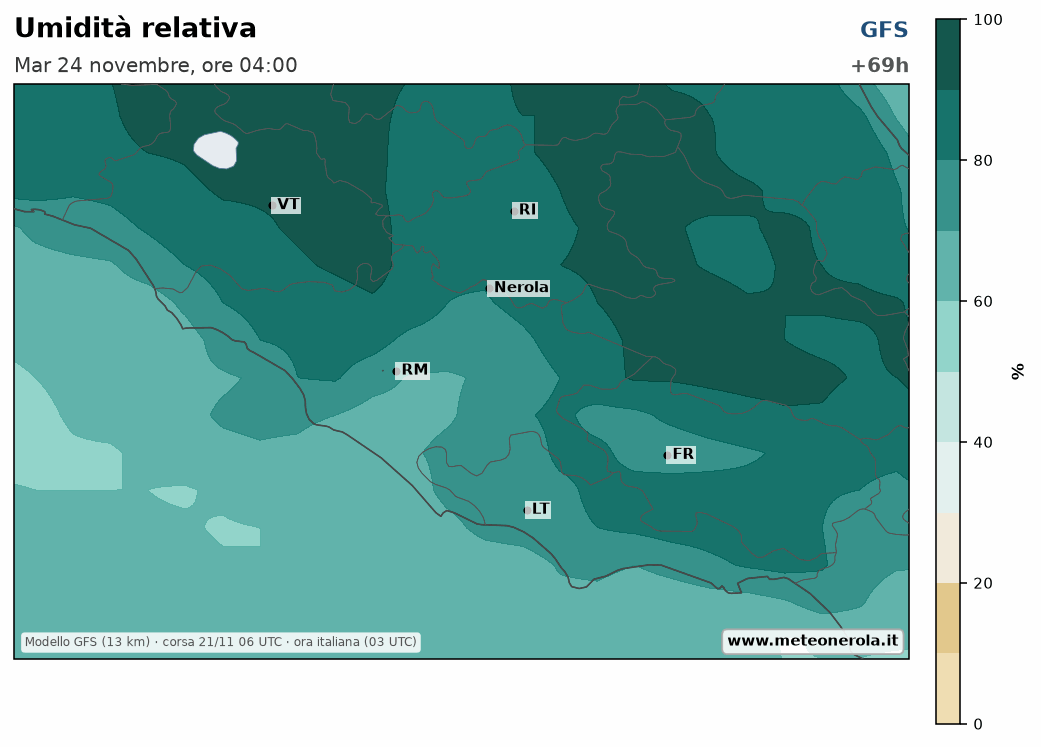 Umidità relativa
GFS
Mar 24 novembre, ore 04:00
+69h
100
80
60
40
20
0
%
VT
RI
Nerola
RM
FR
LT
Modello GFS (13 km) · corsa 21/11 06 UTC · ora italiana (03 UTC)
www.meteonerola.it